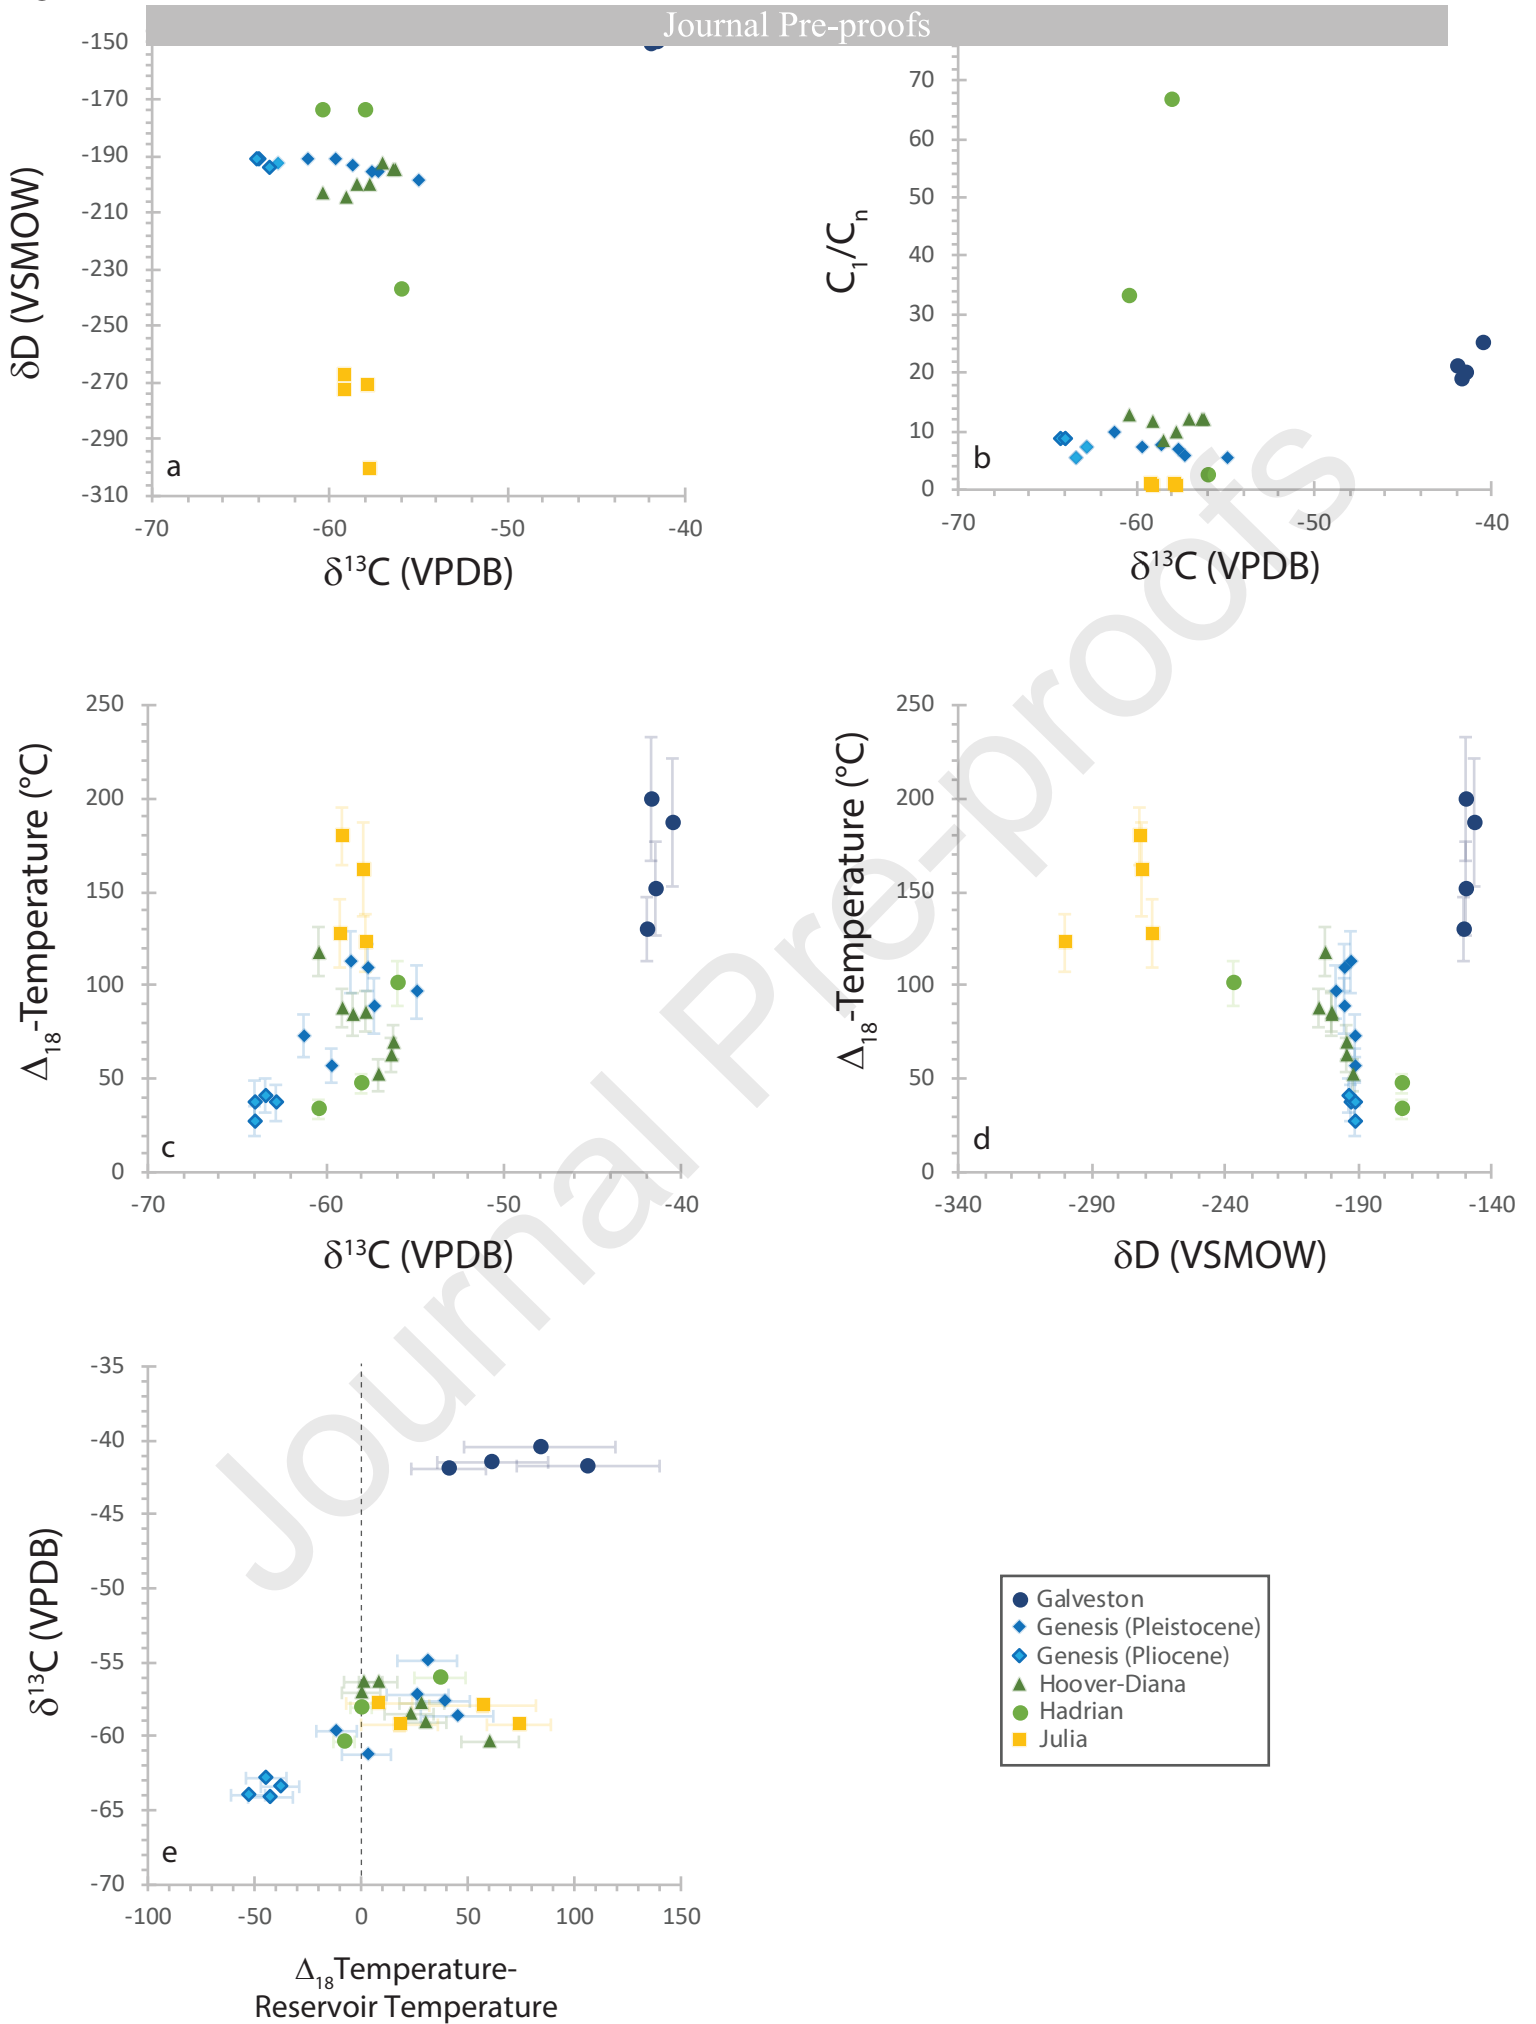 Journal Pre-proofs
-150
-170
-190
-210
-230
-250
-270
-290
-310
δD (VSMOW)
a
-70 -60 -50 -40
δ¹³C (VPDB)
70
60
50
40
30
20
10
0
C₁/Cₙ
b
-70 -60 -50 -40
δ¹³C (VPDB)
250
200
150
100
50
0
Δ₁₈-Temperature (°C)
c
-70 -60 -50 -40
δ¹³C (VPDB)
250
200
150
100
50
0
Δ₁₈-Temperature (°C)
d
-340 -290 -240 -190 -140
δD (VSMOW)
-35
-40
-45
-50
-55
-60
-65
-70
δ¹³C (VPDB)
e
-100 -50 0 50 100 150
Δ₁₈Temperature-
Reservoir Temperature
Galveston
Genesis (Pleistocene)
Genesis (Pliocene)
Hoover-Diana
Hadrian
Julia
Journal Pre-proofs